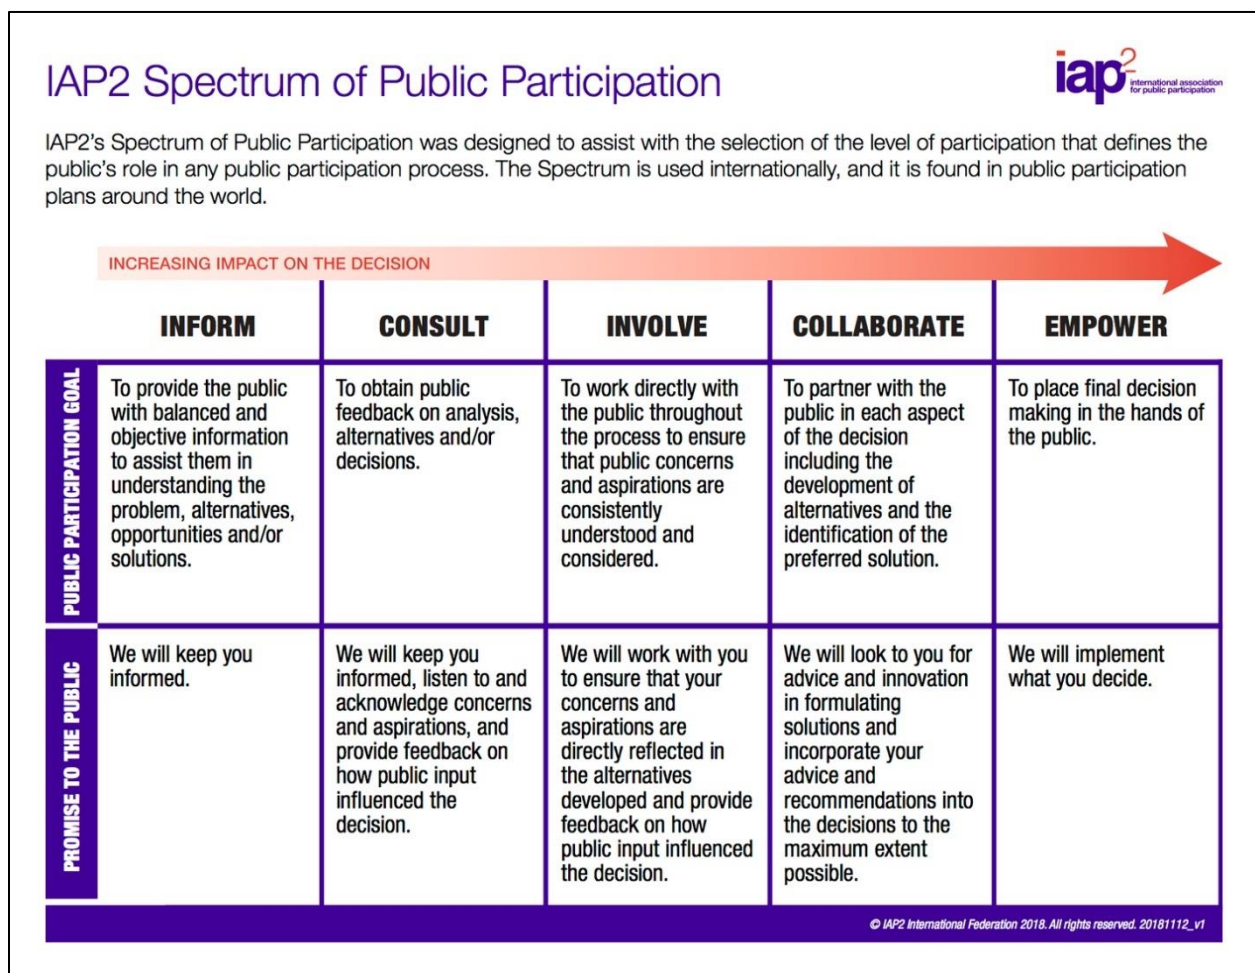 IAP2 Spectrum of Public Participation
iap2 international association
for public participation
IAP2's Spectrum of Public Participation was designed to assist with the selection of the level of participation that defines the
public's role in any public participation process. The Spectrum is used internationally, and it is found in public participation
plans around the world.
INCREASING IMPACT ON THE DECISION
INFORM
CONSULT
INVOLVE
COLLABORATE
EMPOWER
PUBLIC PARTICIPATION GOAL
To provide the public
with balanced and
objective information
to assist them in
understanding the
problem, alternatives,
opportunities and/or
solutions.
To obtain public
feedback on analysis,
alternatives and/or
decisions.
To work directly with
the public throughout
the process to ensure
that public concerns
and aspirations are
consistently
understood and
considered.
To partner with the
public in each aspect
of the decision
including the
development of
alternatives and the
identification of the
preferred solution.
To place final decision
making in the hands of
the public.
PROMISE TO THE PUBLIC
We will keep you
informed.
We will keep you
informed, listen to and
acknowledge concerns
and aspirations, and
provide feedback on
how public input
influenced the
decision.
We will work with you
to ensure that your
concerns and
aspirations are
directly reflected in
the alternatives
developed and provide
feedback on how
public input influenced
the decision.
We will look to you for
advice and innovation
in formulating
solutions and
incorporate your
advice and
recommendations into
the decisions to the
maximum extent
possible.
We will implement
what you decide.
© IAP2 International Federation 2018. All rights reserved. 20181112_v1